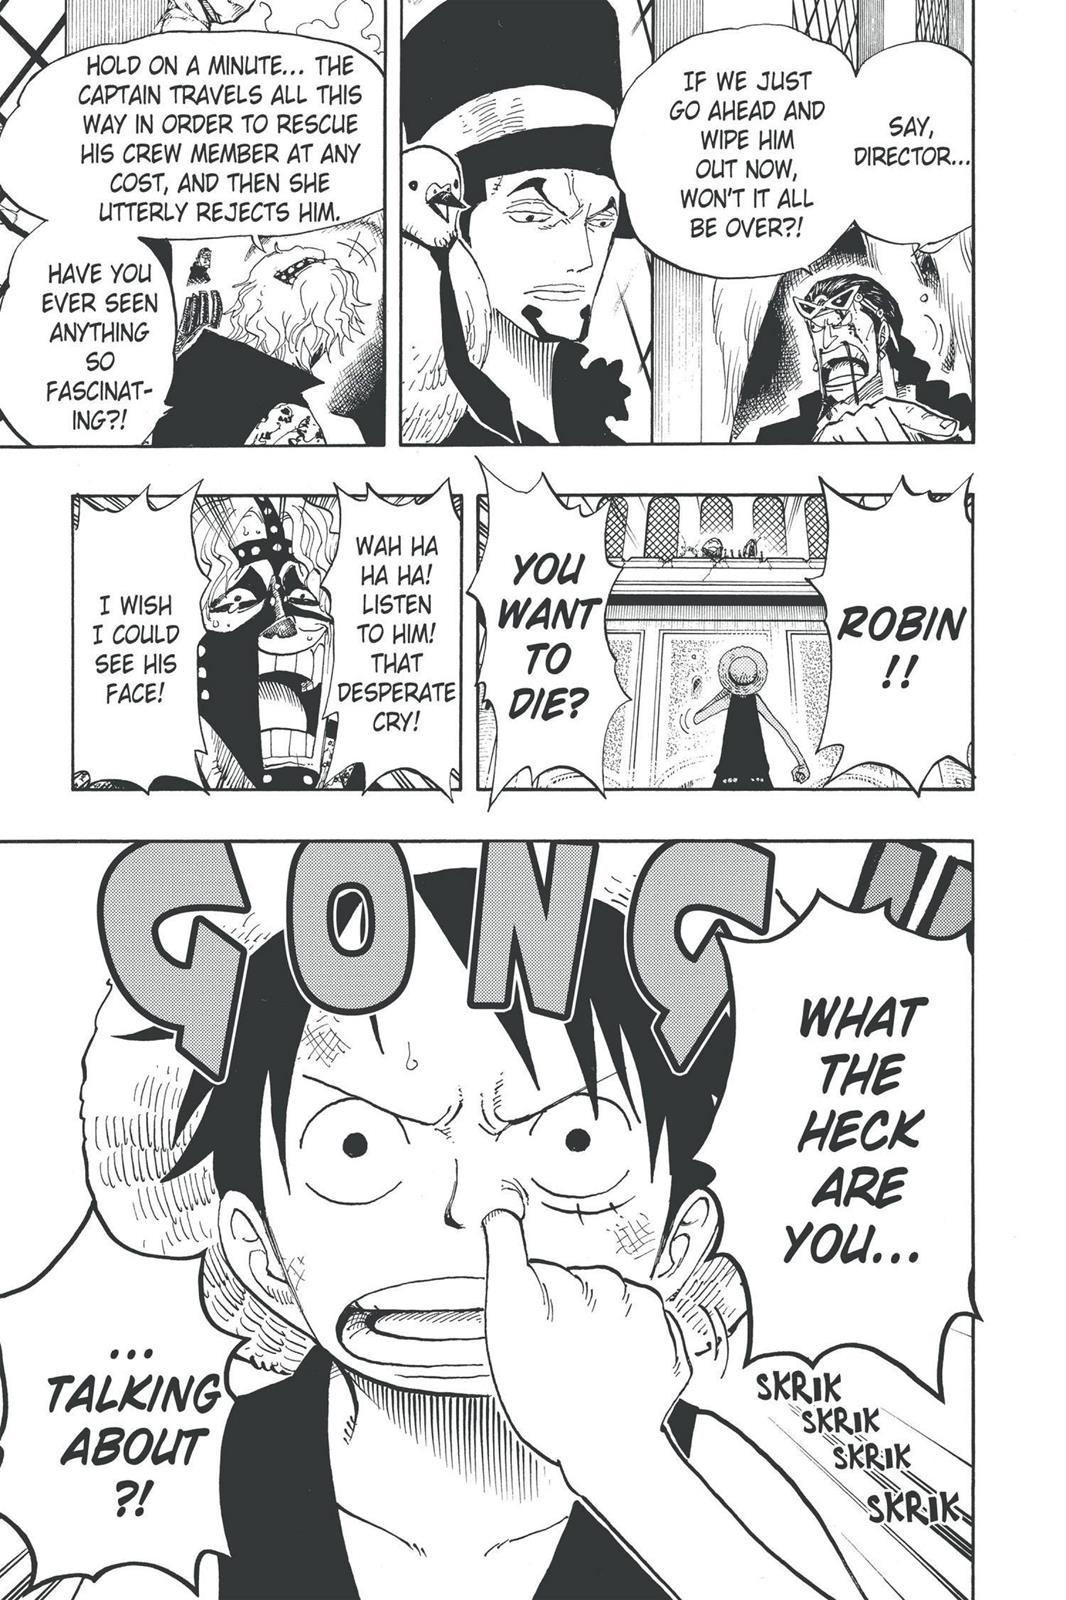 SAY,
DIRECTOR...
IF WE JUST
GO AHEAD AND
WIPE HIM
OUT NOW,
WON'T IT ALL
BE OVER?!
HOLD ON A MINUTE... THE
CAPTAIN TRAVELS ALL THIS
WAY IN ORDER TO RESCUE
HIS CREW MEMBER AT ANY
COST, AND THEN SHE
UTTERLY REJECTS HIM.
HAVE YOU
EVER SEEN
ANYTHING
SO
FASCINAT-
ING?!
ROBIN
!!
YOU
WANT
TO
DIE?
WAH HA
HA HA!
LISTEN
TO HIM!
THAT
DESPERATE
CRY!
I WISH
I COULD
SEE HIS
FACE!
GONG
WHAT
THE
HECK
ARE
YOU...
SKRIK
SKRIK
SKRIK
SKRIK
...
TALKING
ABOUT
?!